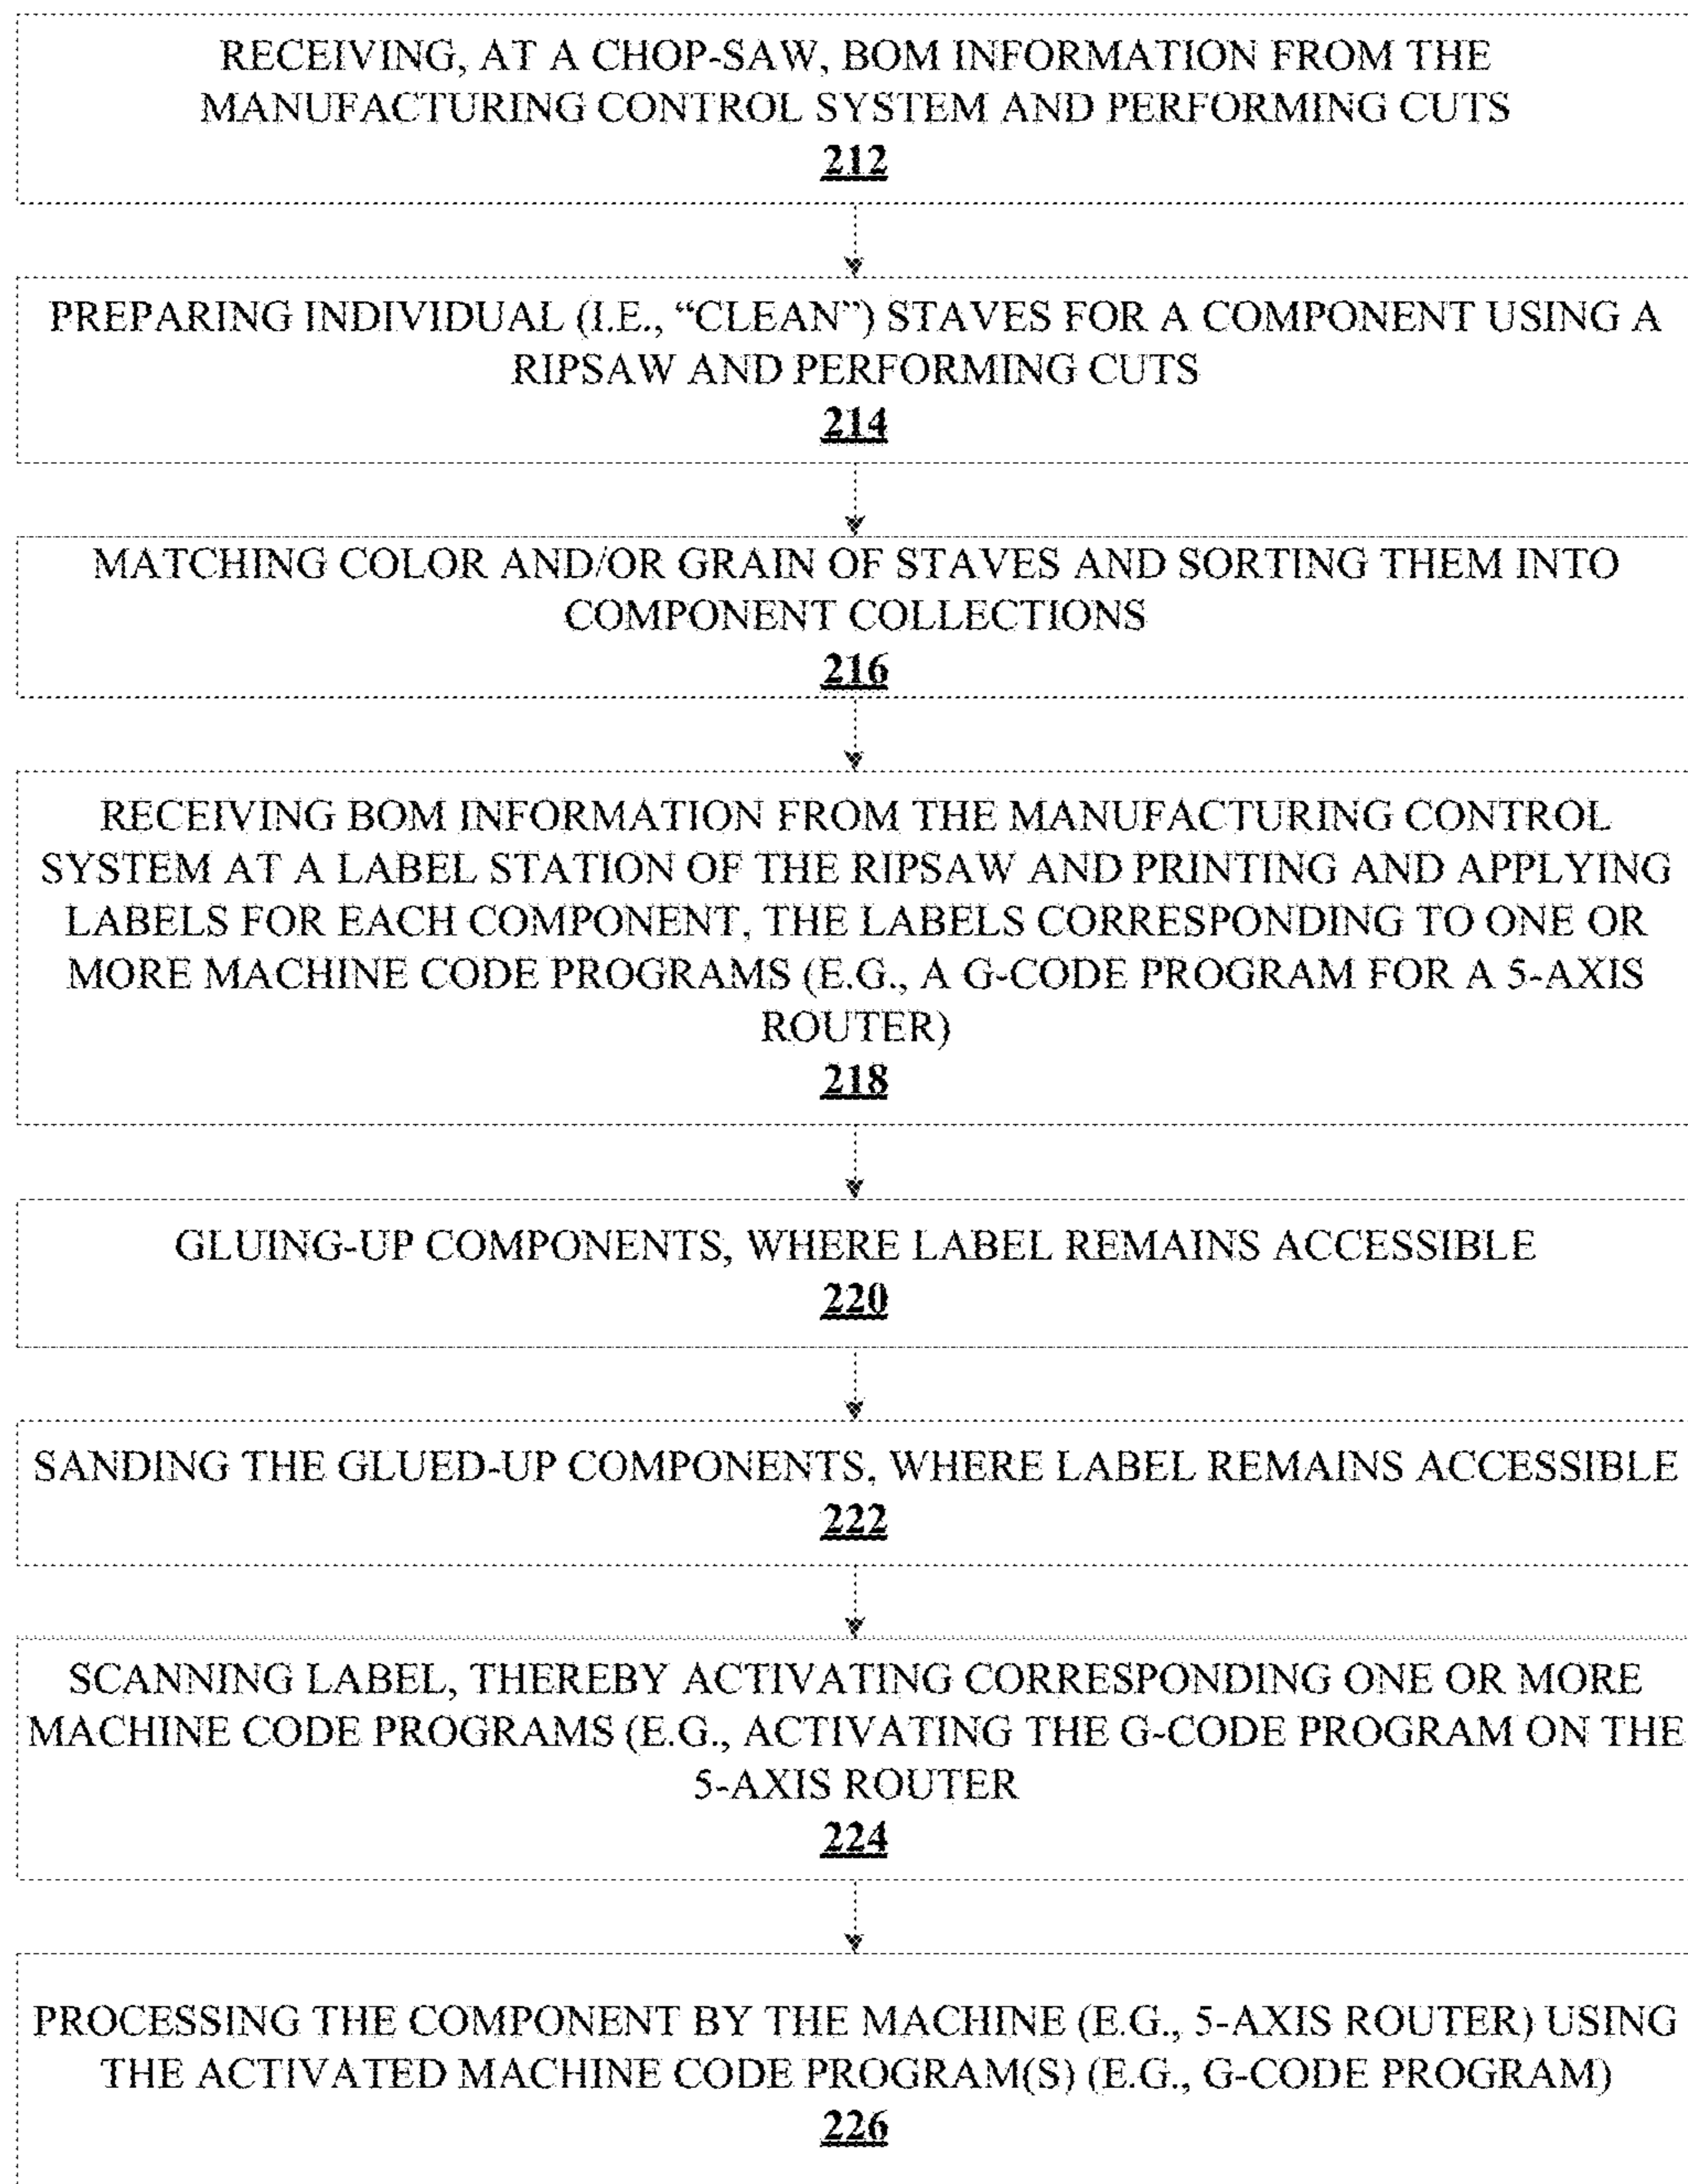 RECEIVING, AT A CHOP-SAW, BOM INFORMATION FROM THE
MANUFACTURING CONTROL SYSTEM AND PERFORMING CUTS
212
PREPARING INDIVIDUAL (I.E., “CLEAN”) STAVES FOR A COMPONENT USING A
RIPSAW AND PERFORMING CUTS
214
MATCHING COLOR AND/OR GRAIN OF STAVES AND SORTING THEM INTO
COMPONENT COLLECTIONS
216
RECEIVING BOM INFORMATION FROM THE MANUFACTURING CONTROL
SYSTEM AT A LABEL STATION OF THE RIPSAW AND PRINTING AND APPLYING
LABELS FOR EACH COMPONENT, THE LABELS CORRESPONDING TO ONE OR
MORE MACHINE CODE PROGRAMS (E.G., A G-CODE PROGRAM FOR A 5-AXIS
ROUTER)
218
GLUING-UP COMPONENTS, WHERE LABEL REMAINS ACCESSIBLE
220
SANDING THE GLUED-UP COMPONENTS, WHERE LABEL REMAINS ACCESSIBLE
222
SCANNING LABEL, THEREBY ACTIVATING CORRESPONDING ONE OR MORE
MACHINE CODE PROGRAMS (E.G., ACTIVATING THE G-CODE PROGRAM ON THE
5-AXIS ROUTER
224
PROCESSING THE COMPONENT BY THE MACHINE (E.G., 5-AXIS ROUTER) USING
THE ACTIVATED MACHINE CODE PROGRAM(S) (E.G., G-CODE PROGRAM)
226